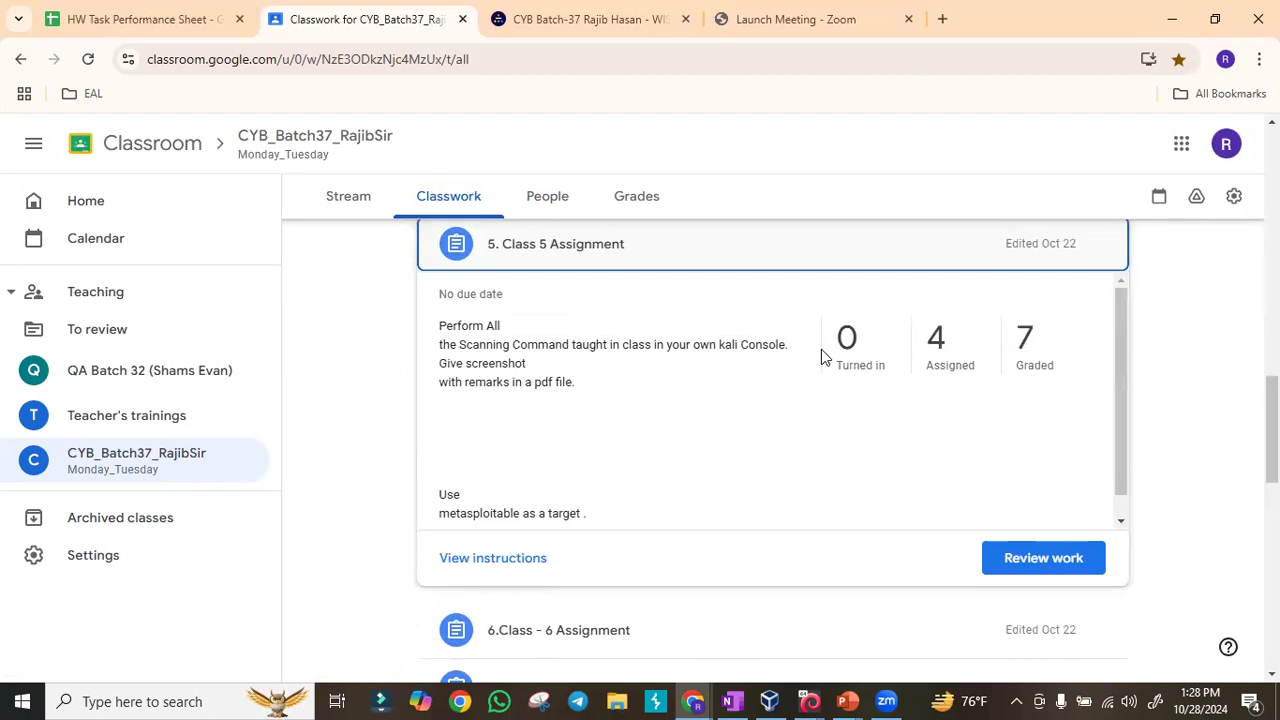 HW Task Performance Sheet - G
Classwork for CYB_Batch37_Raji
CYB Batch-37 Rajib Hasan - WIS
Launch Meeting - Zoom
classroom.google.com/u/0/w/NzE3ODkzNjc4MzUx/t/all
R
EAL
All Bookmarks
Classroom
CYB_Batch37_RajibSir
Monday_Tuesday
R
Home
Calendar
Teaching
To review
Q
QA Batch 32 (Shams Evan)
T
Teacher's trainings
C
CYB_Batch37_RajibSir
Monday_Tuesday
Archived classes
Settings
Stream
Classwork
People
Grades
5. Class 5 Assignment
Edited Oct 22
No due date
Perform All
the Scanning Command taught in class in your own kali Console.
Give screenshot
with remarks in a pdf file.
Use
metasploitable as a target .
0
Turned in
4
Assigned
7
Graded
View instructions
Review work
6.Class - 6 Assignment
Edited Oct 22
Type here to search
76°F
1:28 PM
10/28/2024
4